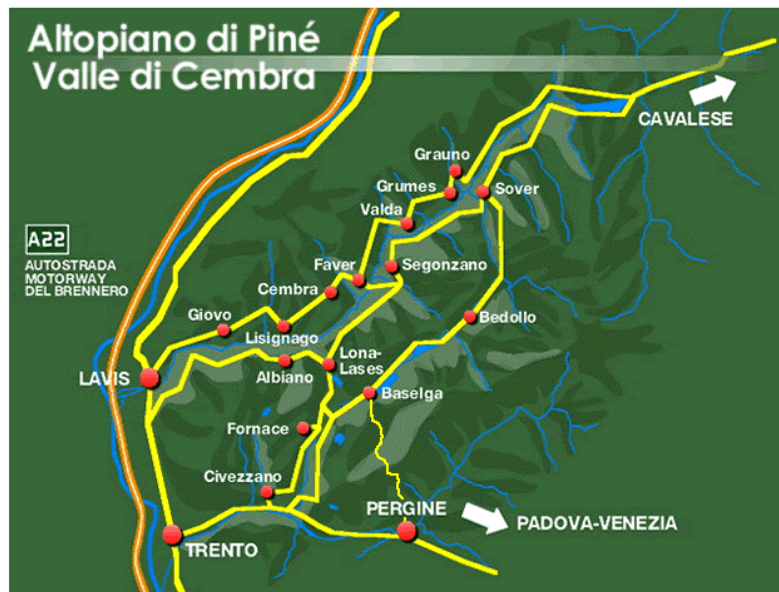 Altopiano di Piné
Valle di Cembra
CAVALESE
Grauno
Grumes
Sover
Valda
A22
AUTOSTRADA
MOTORWAY
DEL BRENNERO
Faver
Segonzano
Cembra
Giovo
Bedollo
Lisignago
LAVIS
Albiano
Lona-
Lases
Baselga
Fornace
Civezzano
PERGINE
PADOVA-VENEZIA
TRENTO